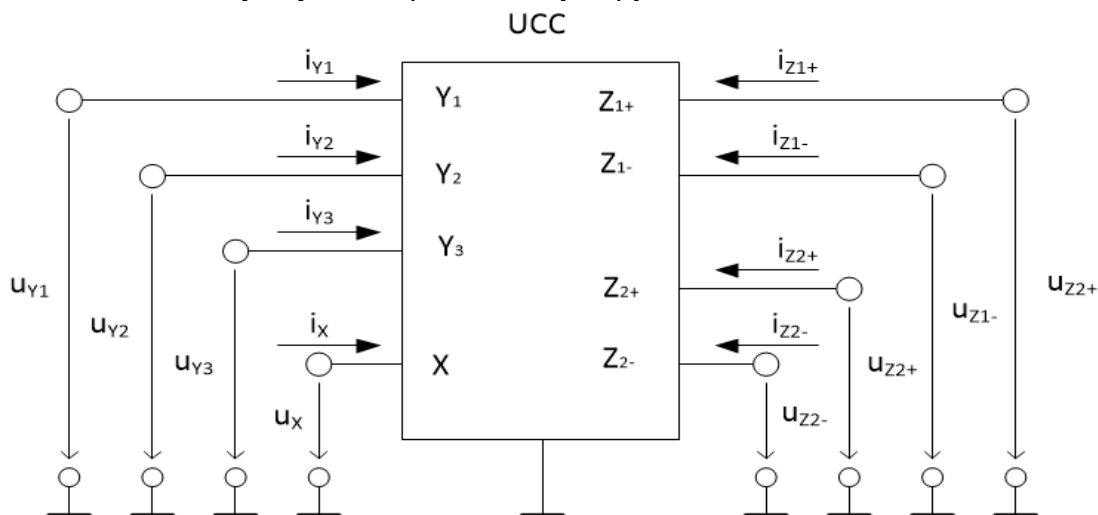 UCC
iY1
iZ1+
Y1
Z1+
iY2
iZ1-
Y2
Z1-
iY3
Y3
iZ2+
uY1
Z2+
uZ2+
uY2
uZ1-
iX
iZ2-
uY3
uZ2+
X
Z2-
uX
uZ2-